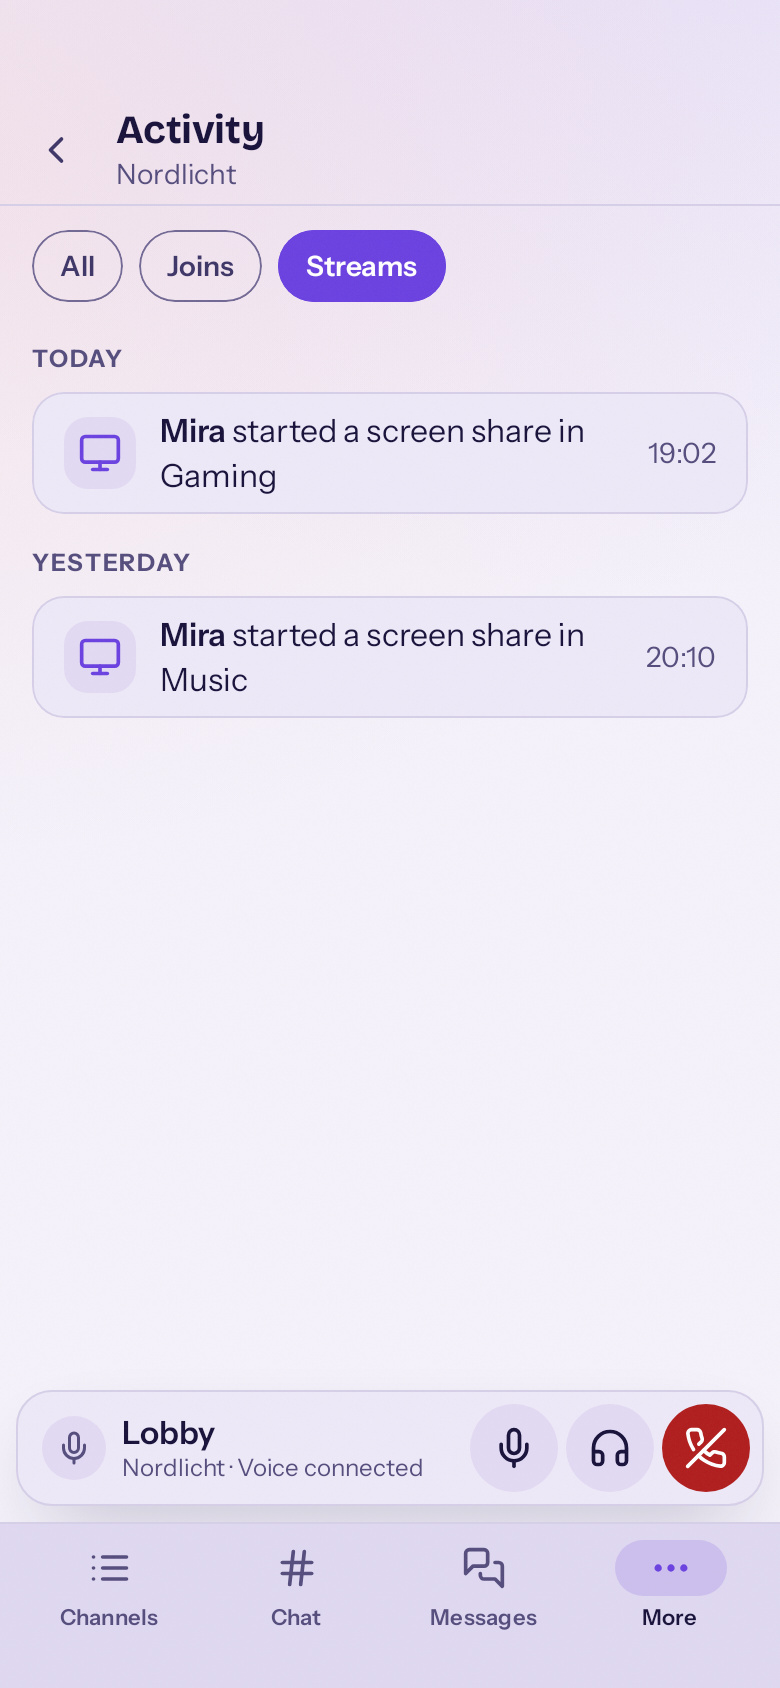 Activity
Nordlicht
All
Joins
Streams
TODAY
Mira started a screen share in
Gaming
19:02
YESTERDAY
Mira started a screen share in
Music
20:10
Lobby
Nordlicht · Voice connected
Channels
Chat
Messages
More